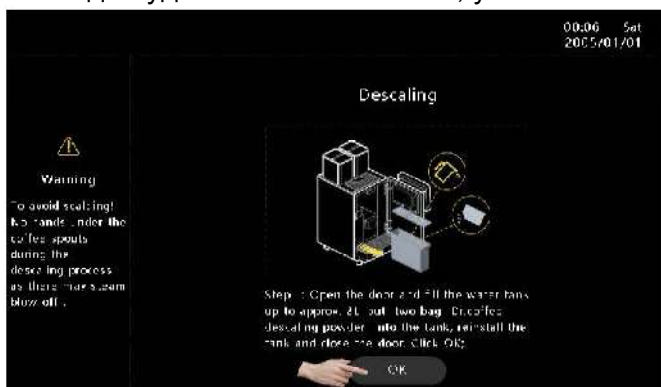 00:06 Sat
2005/01/01
Descaling
Warning
To avoid scalding!
No hands under the
coffee spouts
during the
descaling process
as there may steam
blow off
Step Open the door and fill the water tank
up to approx. 2L put two bag Dr.coffee
descaling powder into the tank, reinstall the
tank and close the door. Click OK;
OK